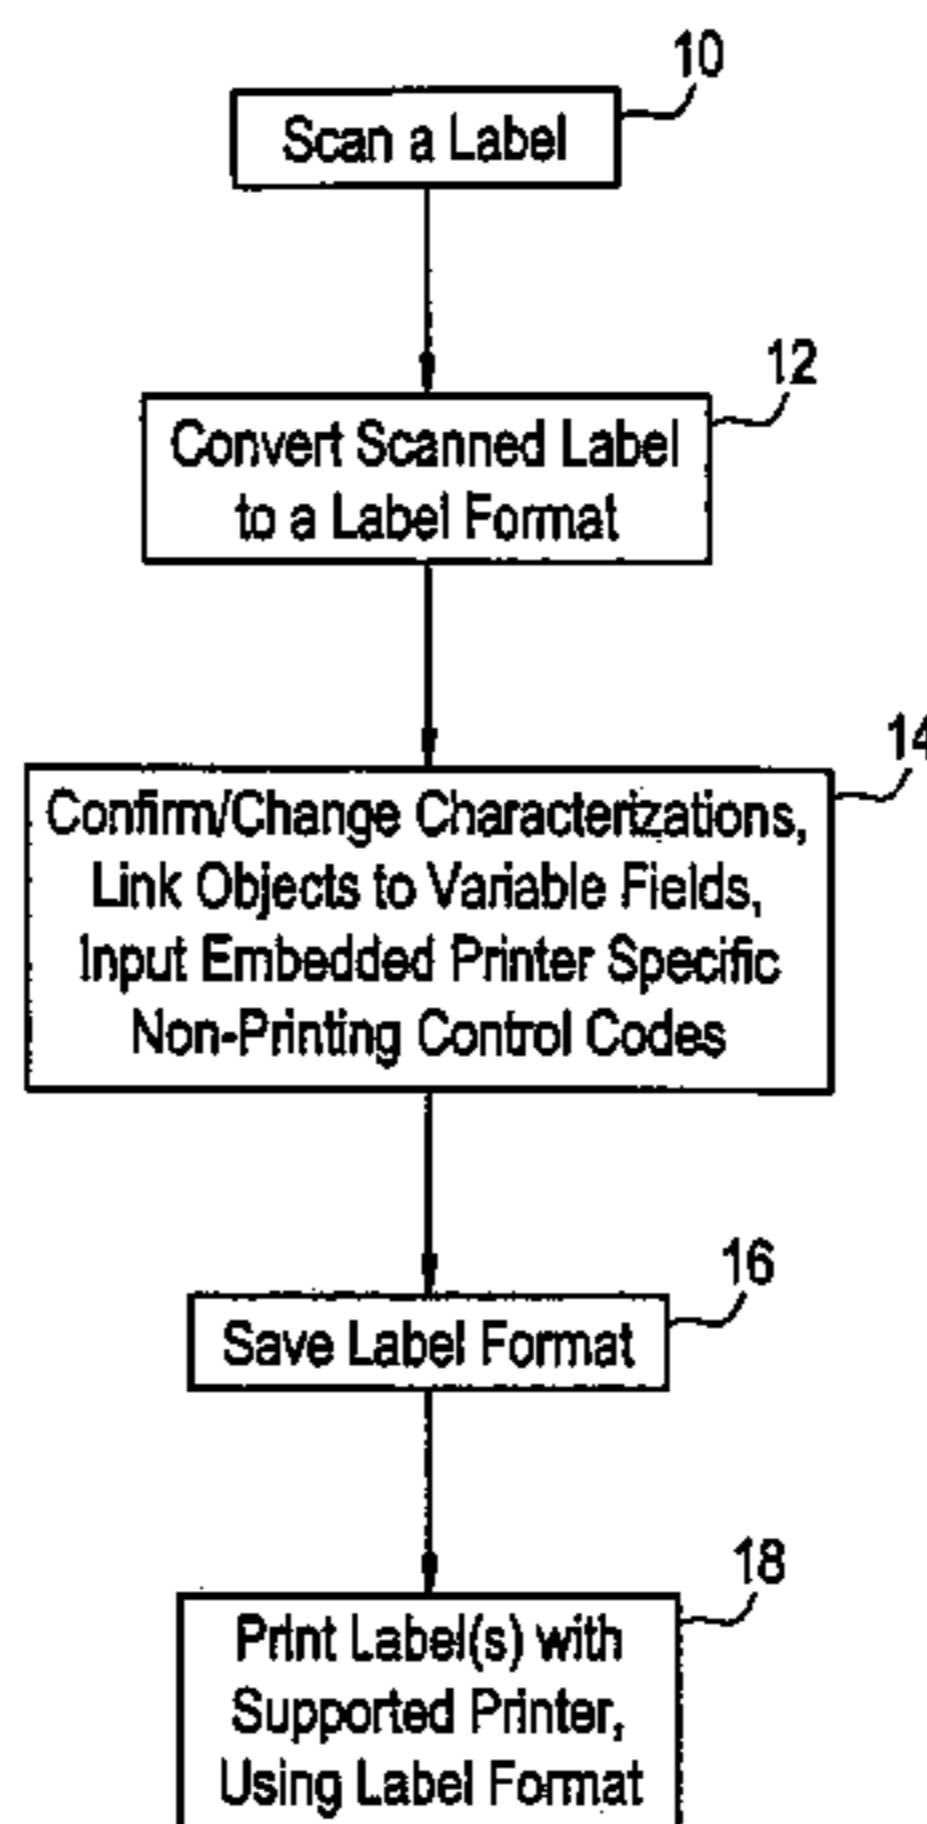 10
Scan a Label
12
Convert Scanned Label
to a Label Format
14
Confirm/Change Characterizations,
Link Objects to Variable Fields,
Input Embedded Printer Specific
Non-Printing Control Codes
16
Save Label Format
18
Print Label(s) with
Supported Printer,
Using Label Format